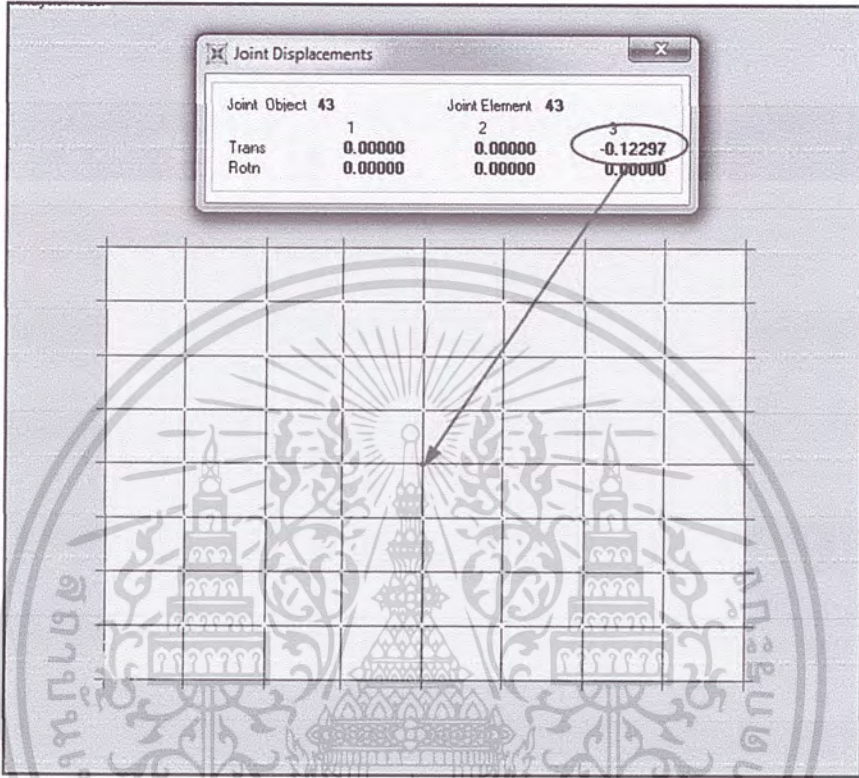 Joint Displacements
Joint Object 43 Joint Element 43
1 2 3
Trans 0.00000 0.00000 -0.12297
Rotn 0.00000 0.00000 0.00000